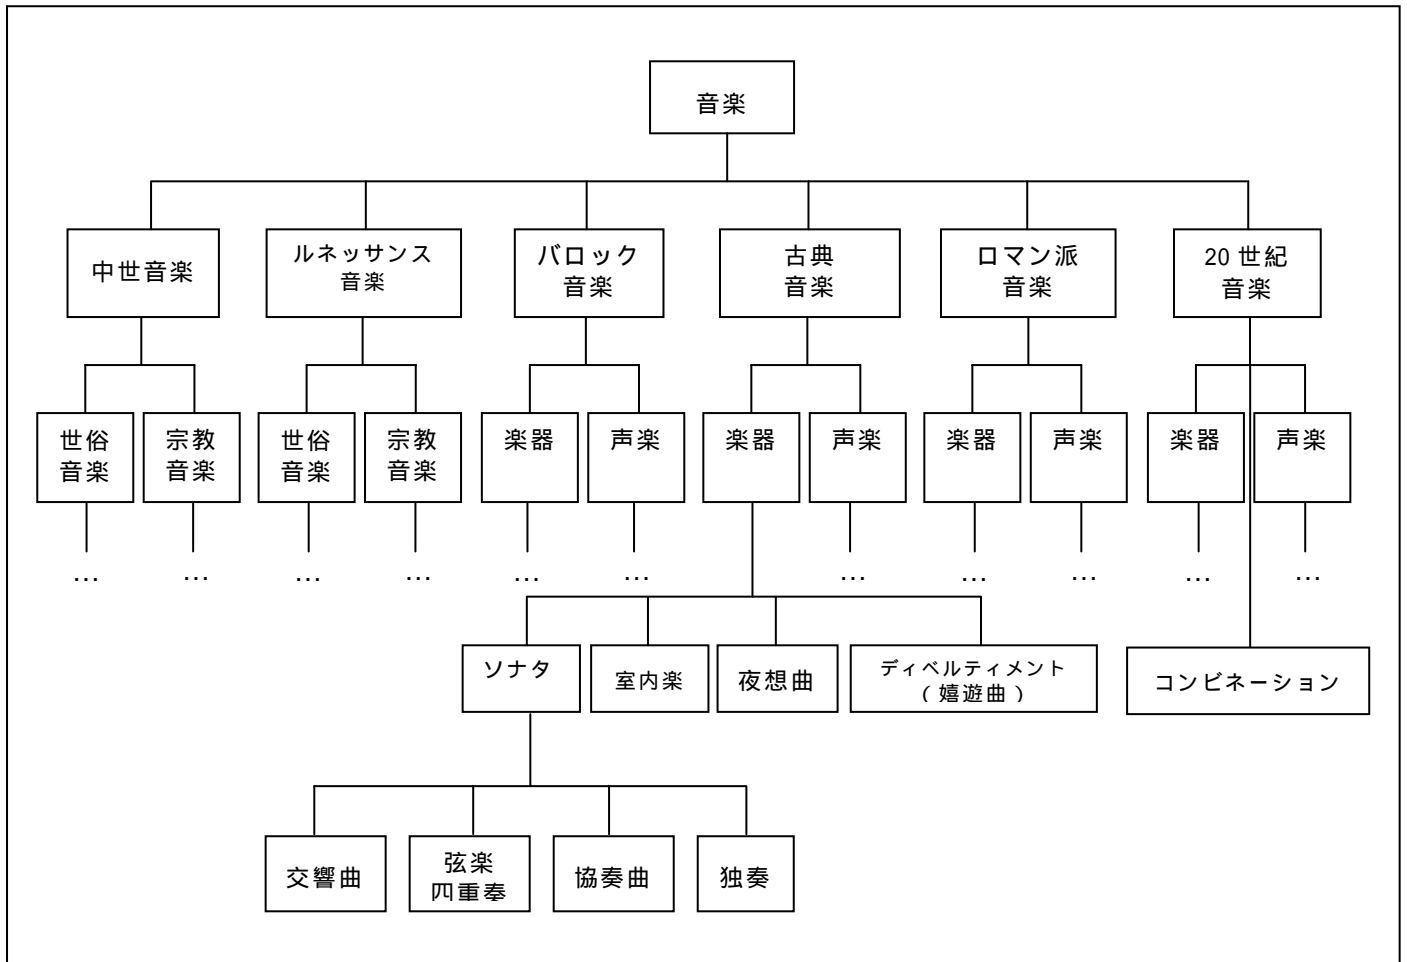 音楽
中世音楽
ルネッサンス
音楽
バロック
音楽
古典
音楽
ロマン派
音楽
20 世紀
音楽
世俗
音楽
宗教
音楽
世俗
音楽
宗教
音楽
楽器
声楽
楽器
声楽
楽器
声楽
楽器
声楽
…
…
…
…
…
…
…
…
…
…
…
ソナタ
室内楽
夜想曲
ディベルティメント
(嬉遊曲)
コンビネーション
交響曲
弦楽
四重奏
協奏曲
独奏